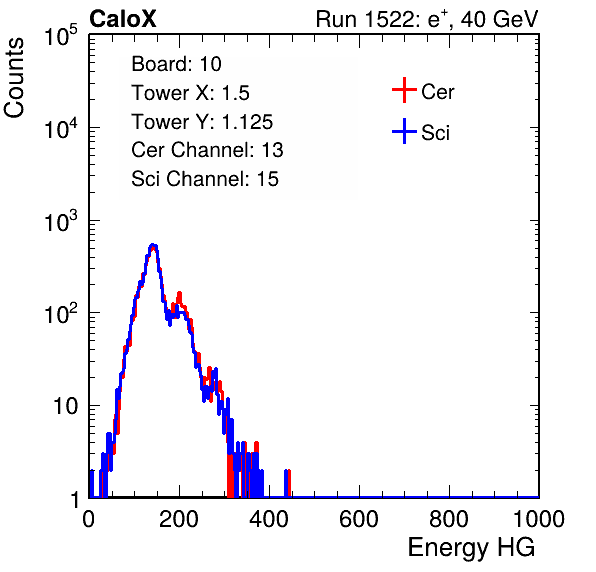 CaloX Run 1522: e⁺, 40 GeV
Counts
10⁵
10⁴
10³
10²
10
1
Board: 10
Tower X: 1.5
Tower Y: 1.125
Cer Channel: 13
Sci Channel: 15
Cer
Sci
0 200 400 600 800 1000
Energy HG